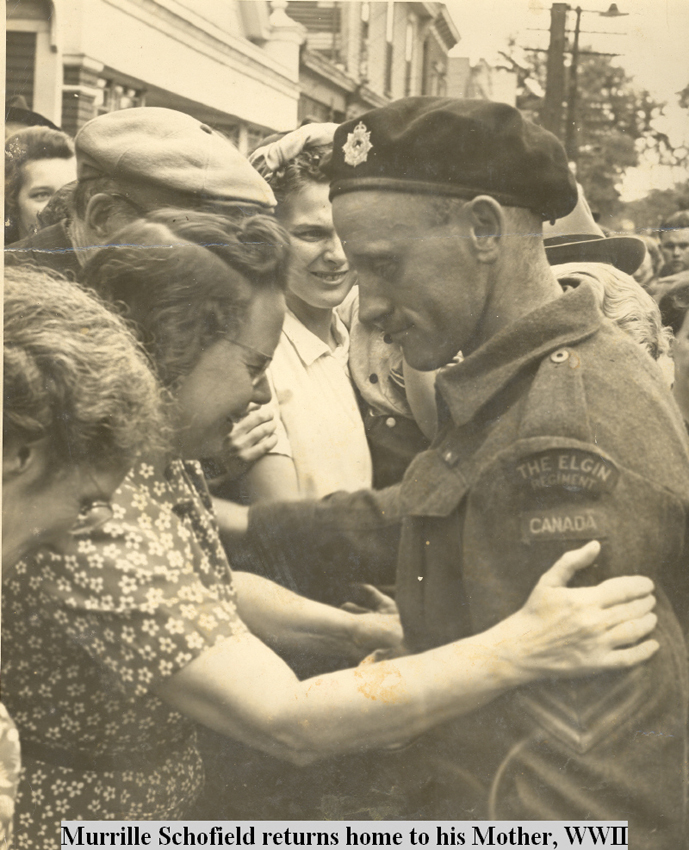 THE ELGIN
REGIMENT
CANADA
Murrille Schofield returns home to his Mother, WWII